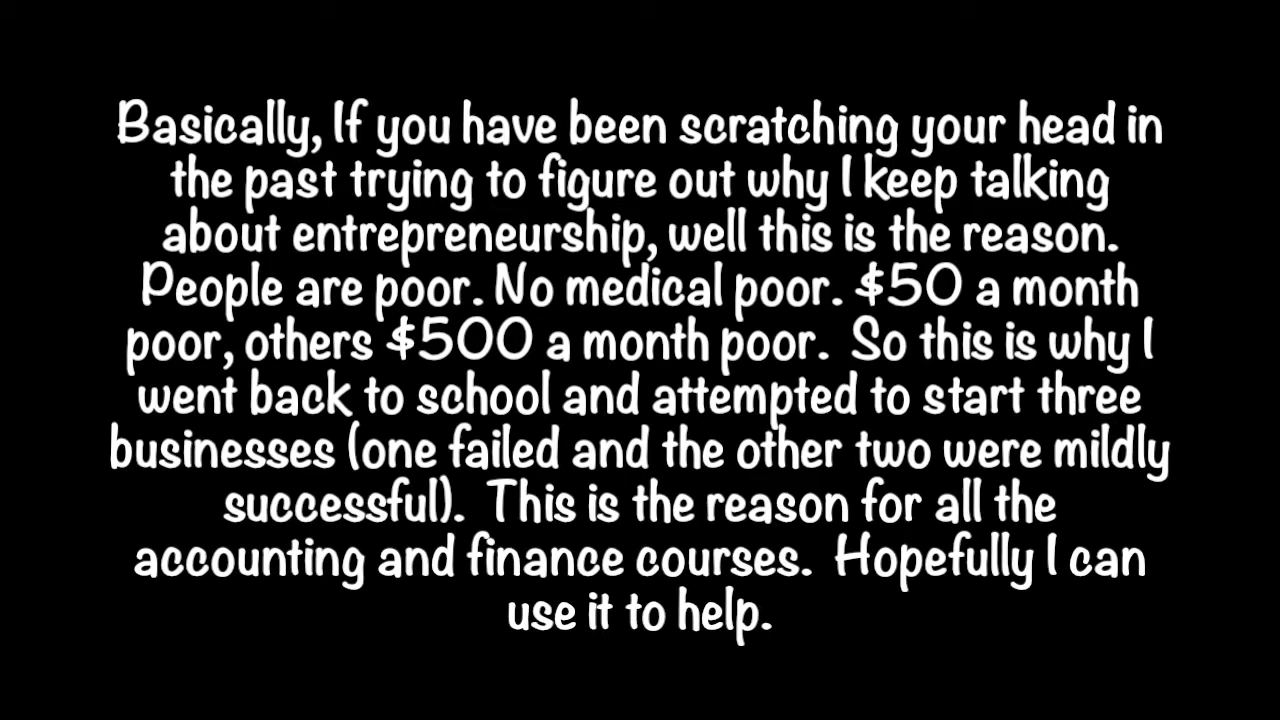 Basically, If you have been scratching your head in
the past trying to figure out why I keep talking
about entrepreneurship, well this is the reason.
People are poor. No medical poor. $50 a month
poor, others $500 a month poor.  So this is why I
went back to school and attempted to start three
businesses (one failed and the other two were mildly
successful).  This is the reason for all the
accounting and finance courses.  Hopefully I can
use it to help.